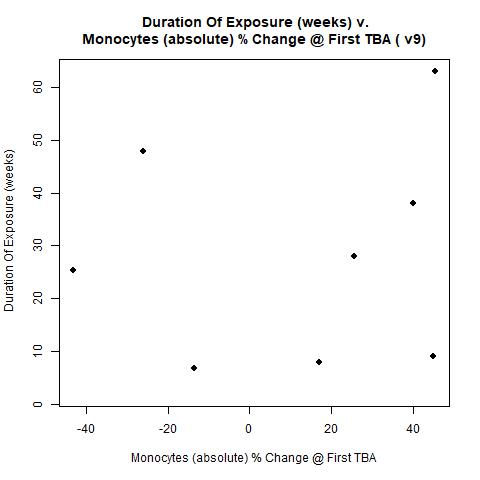 Duration Of Exposure (weeks) v.
Monocytes (absolute) % Change @ First TBA ( v9)
Duration Of Exposure (weeks)
60
50
40
30
20
10
0
-40 -20 0 20 40
Monocytes (absolute) % Change @ First TBA